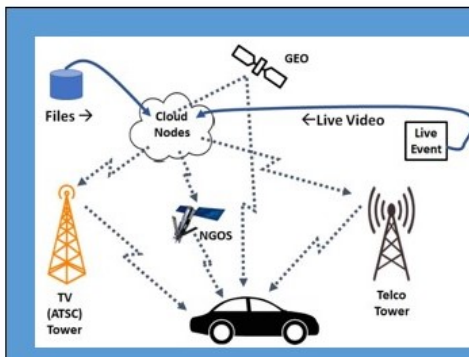 GEO
Files →
Cloud
Nodes
←Live Video
Live
Event
NGOS
TV
(ATSC)
Tower
Telco
Tower